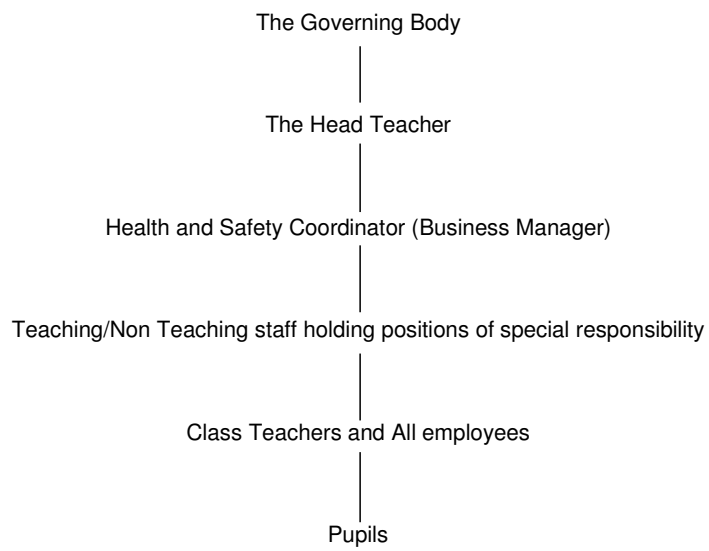 The Governing Body
The Head Teacher
Health and Safety Coordinator (Business Manager)
Teaching/Non Teaching staff holding positions of special responsibility
Class Teachers and All employees
Pupils